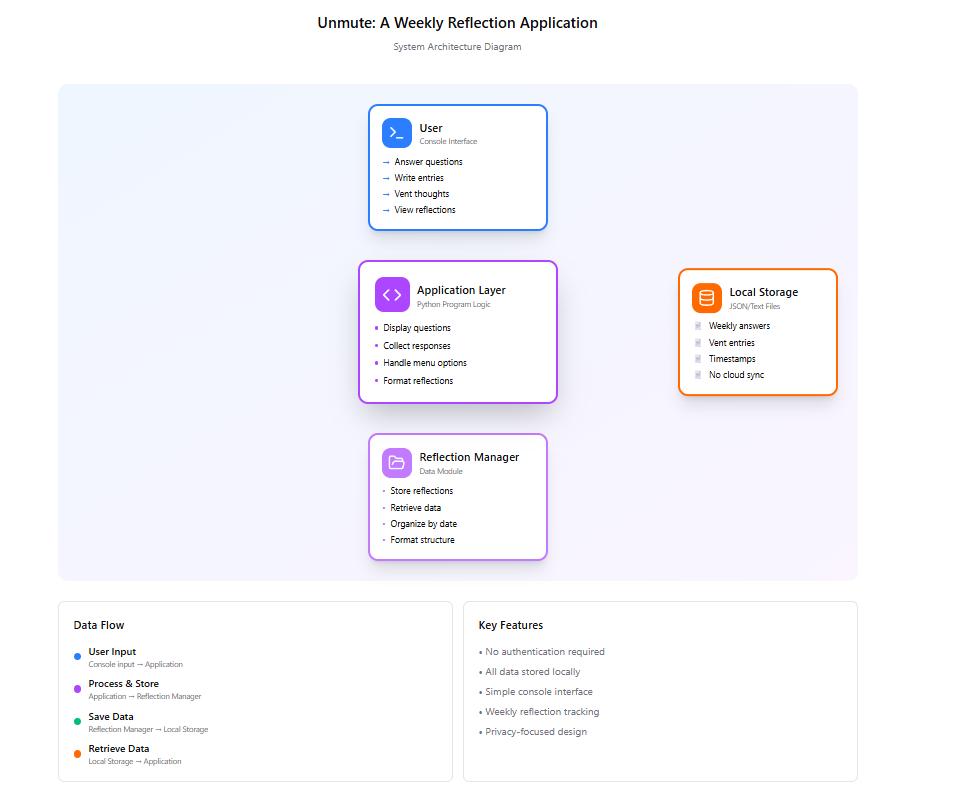 Unmute: A Weekly Reflection Application
System Architecture Diagram
User
Console Interface
→ Answer questions
→ Write entries
→ Vent thoughts
→ View reflections
Application Layer
Python Program Logic
• Display questions
• Collect responses
• Handle menu options
• Format reflections
Local Storage
JSON/Text Files
Weekly answers
Vent entries
Timestamps
No cloud sync
Reflection Manager
Data Module
• Store reflections
• Retrieve data
• Organize by date
• Format structure
Data Flow
User Input
Console input → Application
Process & Store
Application → Reflection Manager
Save Data
Reflection Manager → Local Storage
Retrieve Data
Local Storage → Application
Key Features
• No authentication required
• All data stored locally
• Simple console interface
• Weekly reflection tracking
• Privacy-focused design